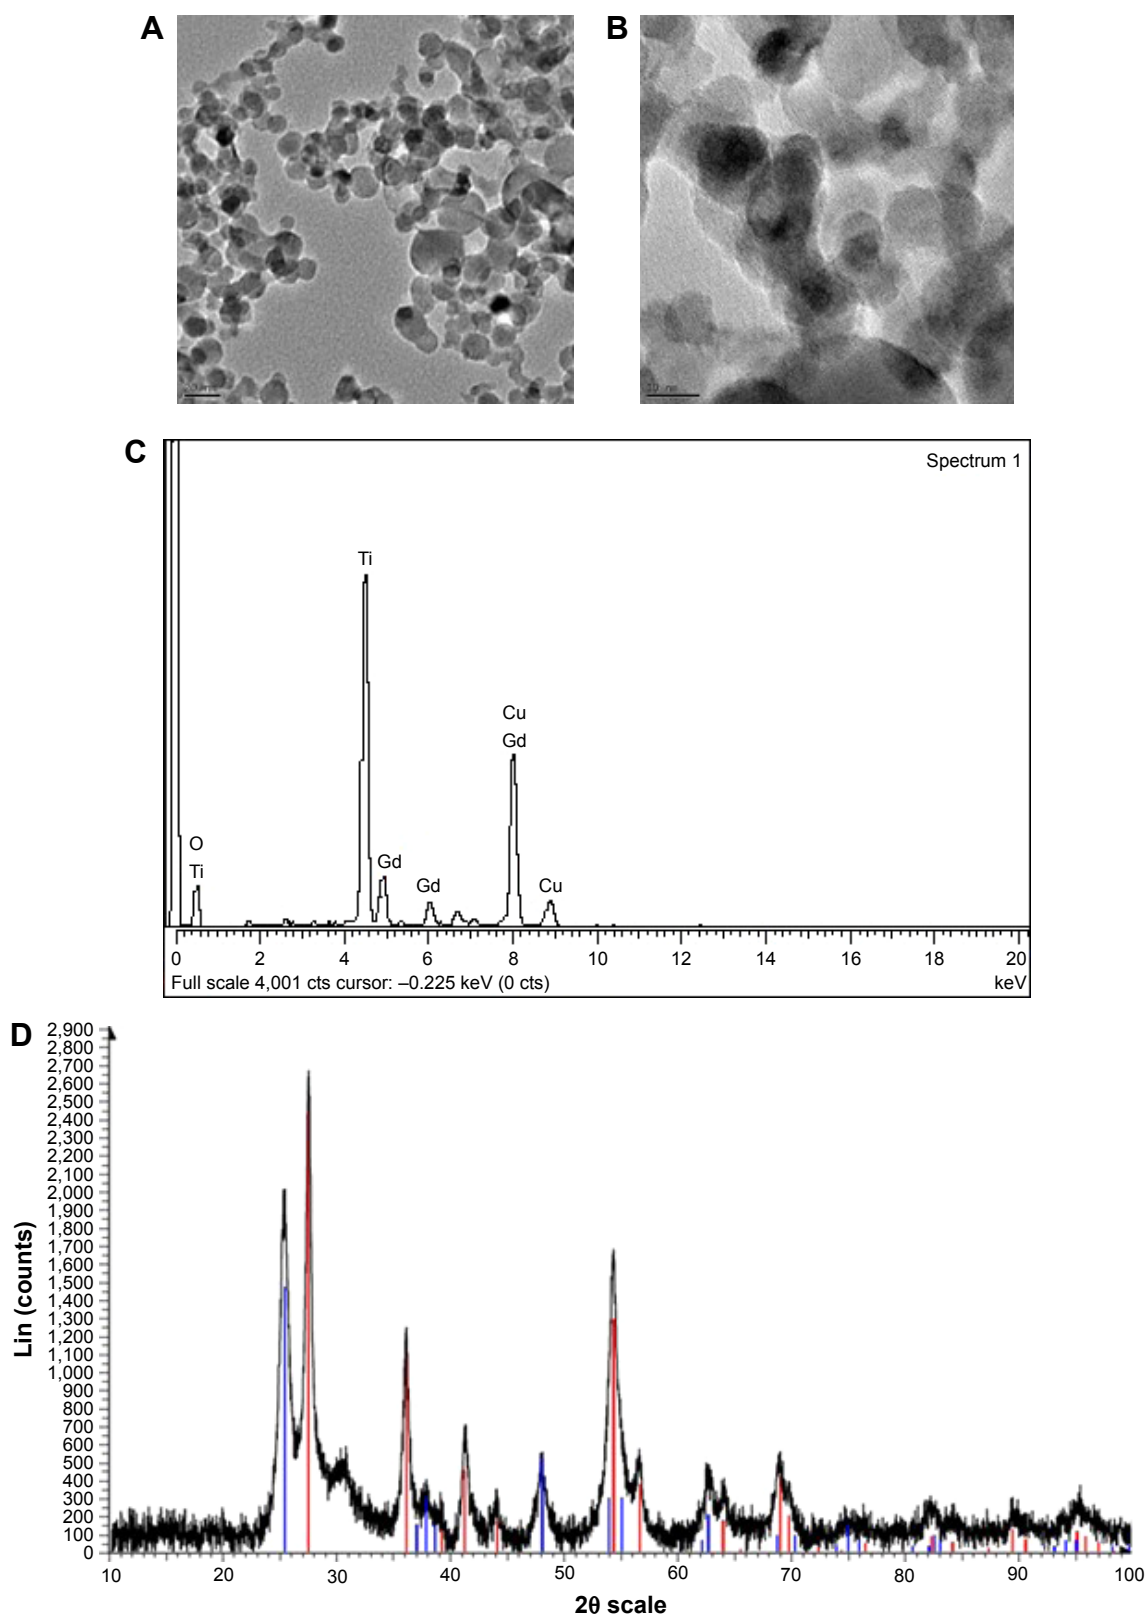 A
B
10 nm
C
Spectrum 1
Ti
Cu
Gd
O
Ti
Gd
Gd
Cu
0 2 4 6 8 10 12 14 16 18 20
Full scale 4,001 cts cursor: –0.225 keV (0 cts) keV
D
2,900
2,800
2,700
2,600
2,500
2,400
2,300
2,200
2,100
2,000
1,900
1,800
1,700
1,600
1,500
1,400
1,300
1,200
1,100
1,000
900
800
700
600
500
400
300
200
100
0
Lin (counts)
10 20 30 40 50 60 70 80 90 100
2θ scale